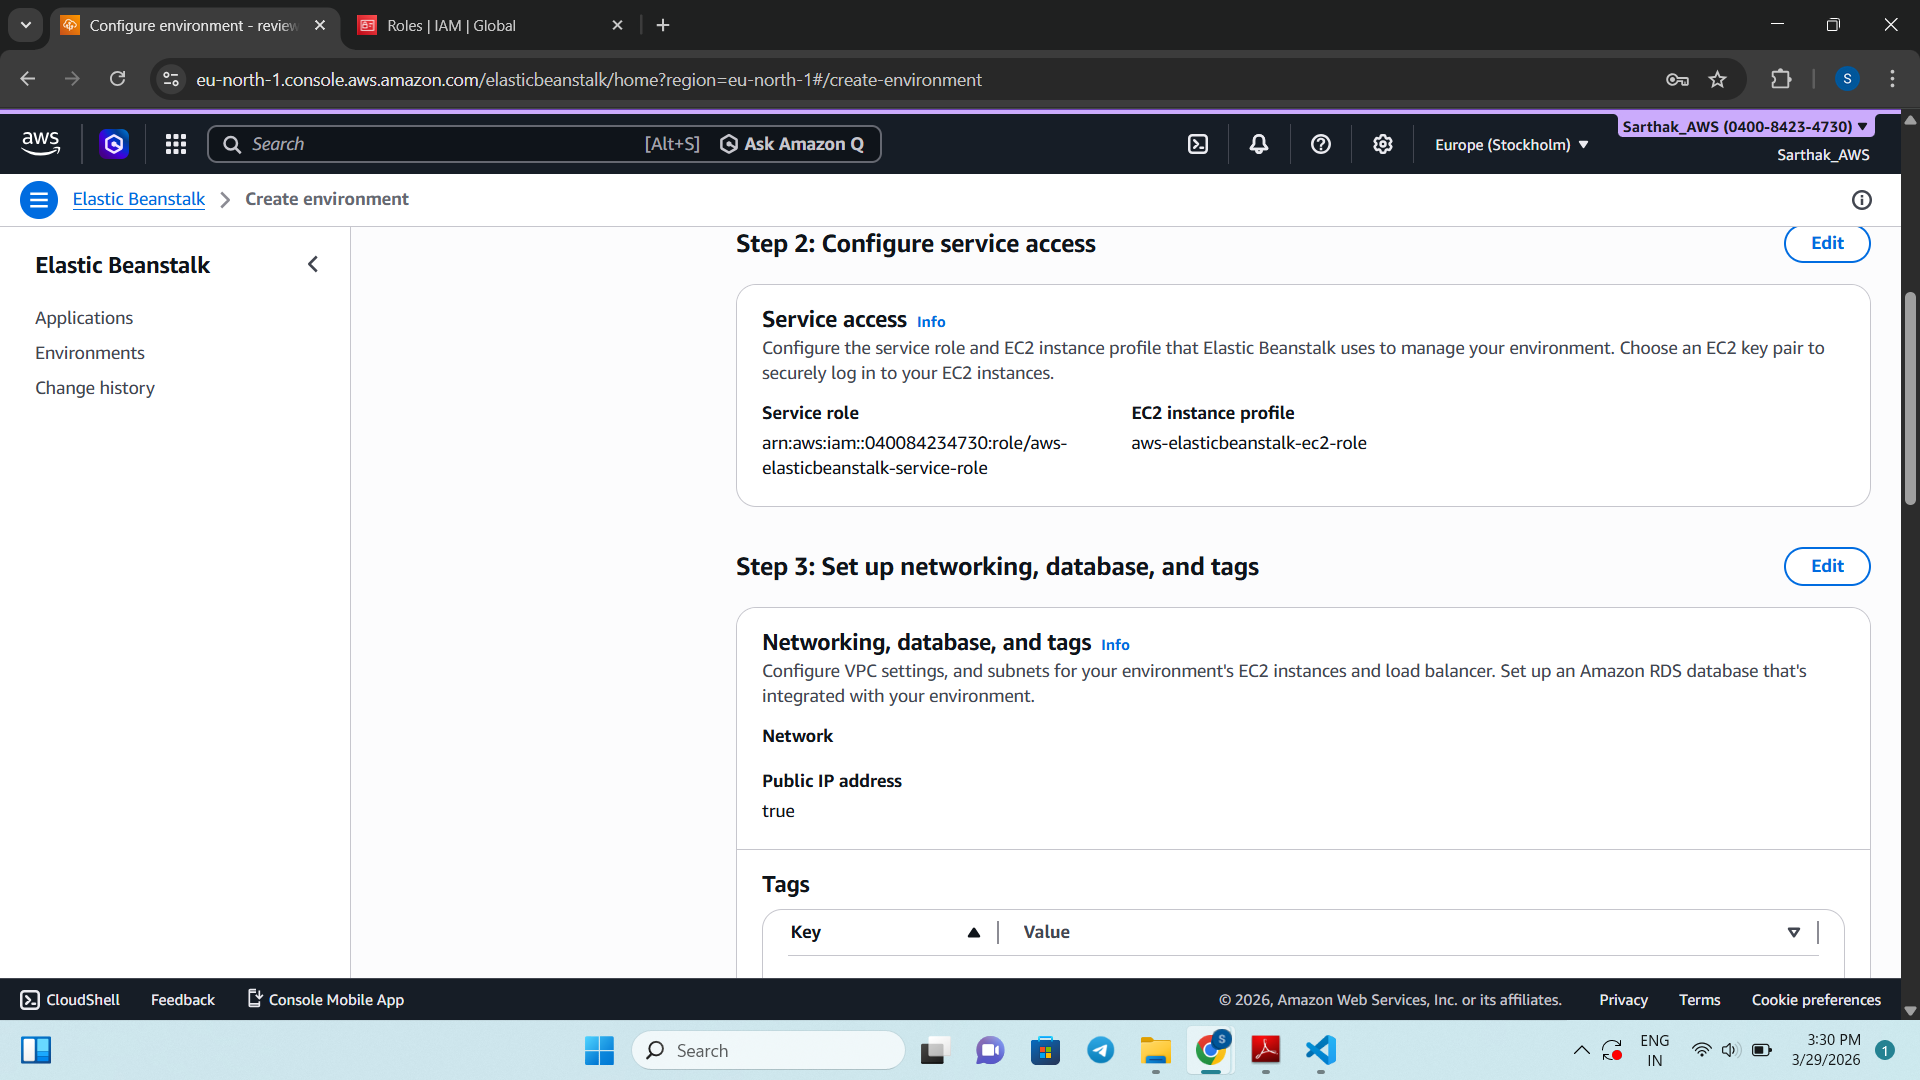 Configure environment - review
Roles | IAM | Global
eu-north-1.console.aws.amazon.com/elasticbeanstalk/home?region=eu-north-1#/create-environment
S
aws
Search
[Alt+S]
Ask Amazon Q
Europe (Stockholm)
Sarthak_AWS (0400-8423-4730)
Sarthak_AWS
Elastic Beanstalk
Create environment
Elastic Beanstalk
Applications
Environments
Change history
Step 2: Configure service access
Edit
Service access Info
Configure the service role and EC2 instance profile that Elastic Beanstalk uses to manage your environment. Choose an EC2 key pair to
securely log in to your EC2 instances.
Service role
arn:aws:iam::040084234730:role/aws-
elasticbeanstalk-service-role
EC2 instance profile
aws-elasticbeanstalk-ec2-role
Step 3: Set up networking, database, and tags
Edit
Networking, database, and tags Info
Configure VPC settings, and subnets for your environment's EC2 instances and load balancer. Set up an Amazon RDS database that's
integrated with your environment.
Network
Public IP address
true
Tags
Key
Value
CloudShell
Feedback
Console Mobile App
© 2026, Amazon Web Services, Inc. or its affiliates.
Privacy
Terms
Cookie preferences
Search
S
ENG
IN
3:30 PM
3/29/2026
1